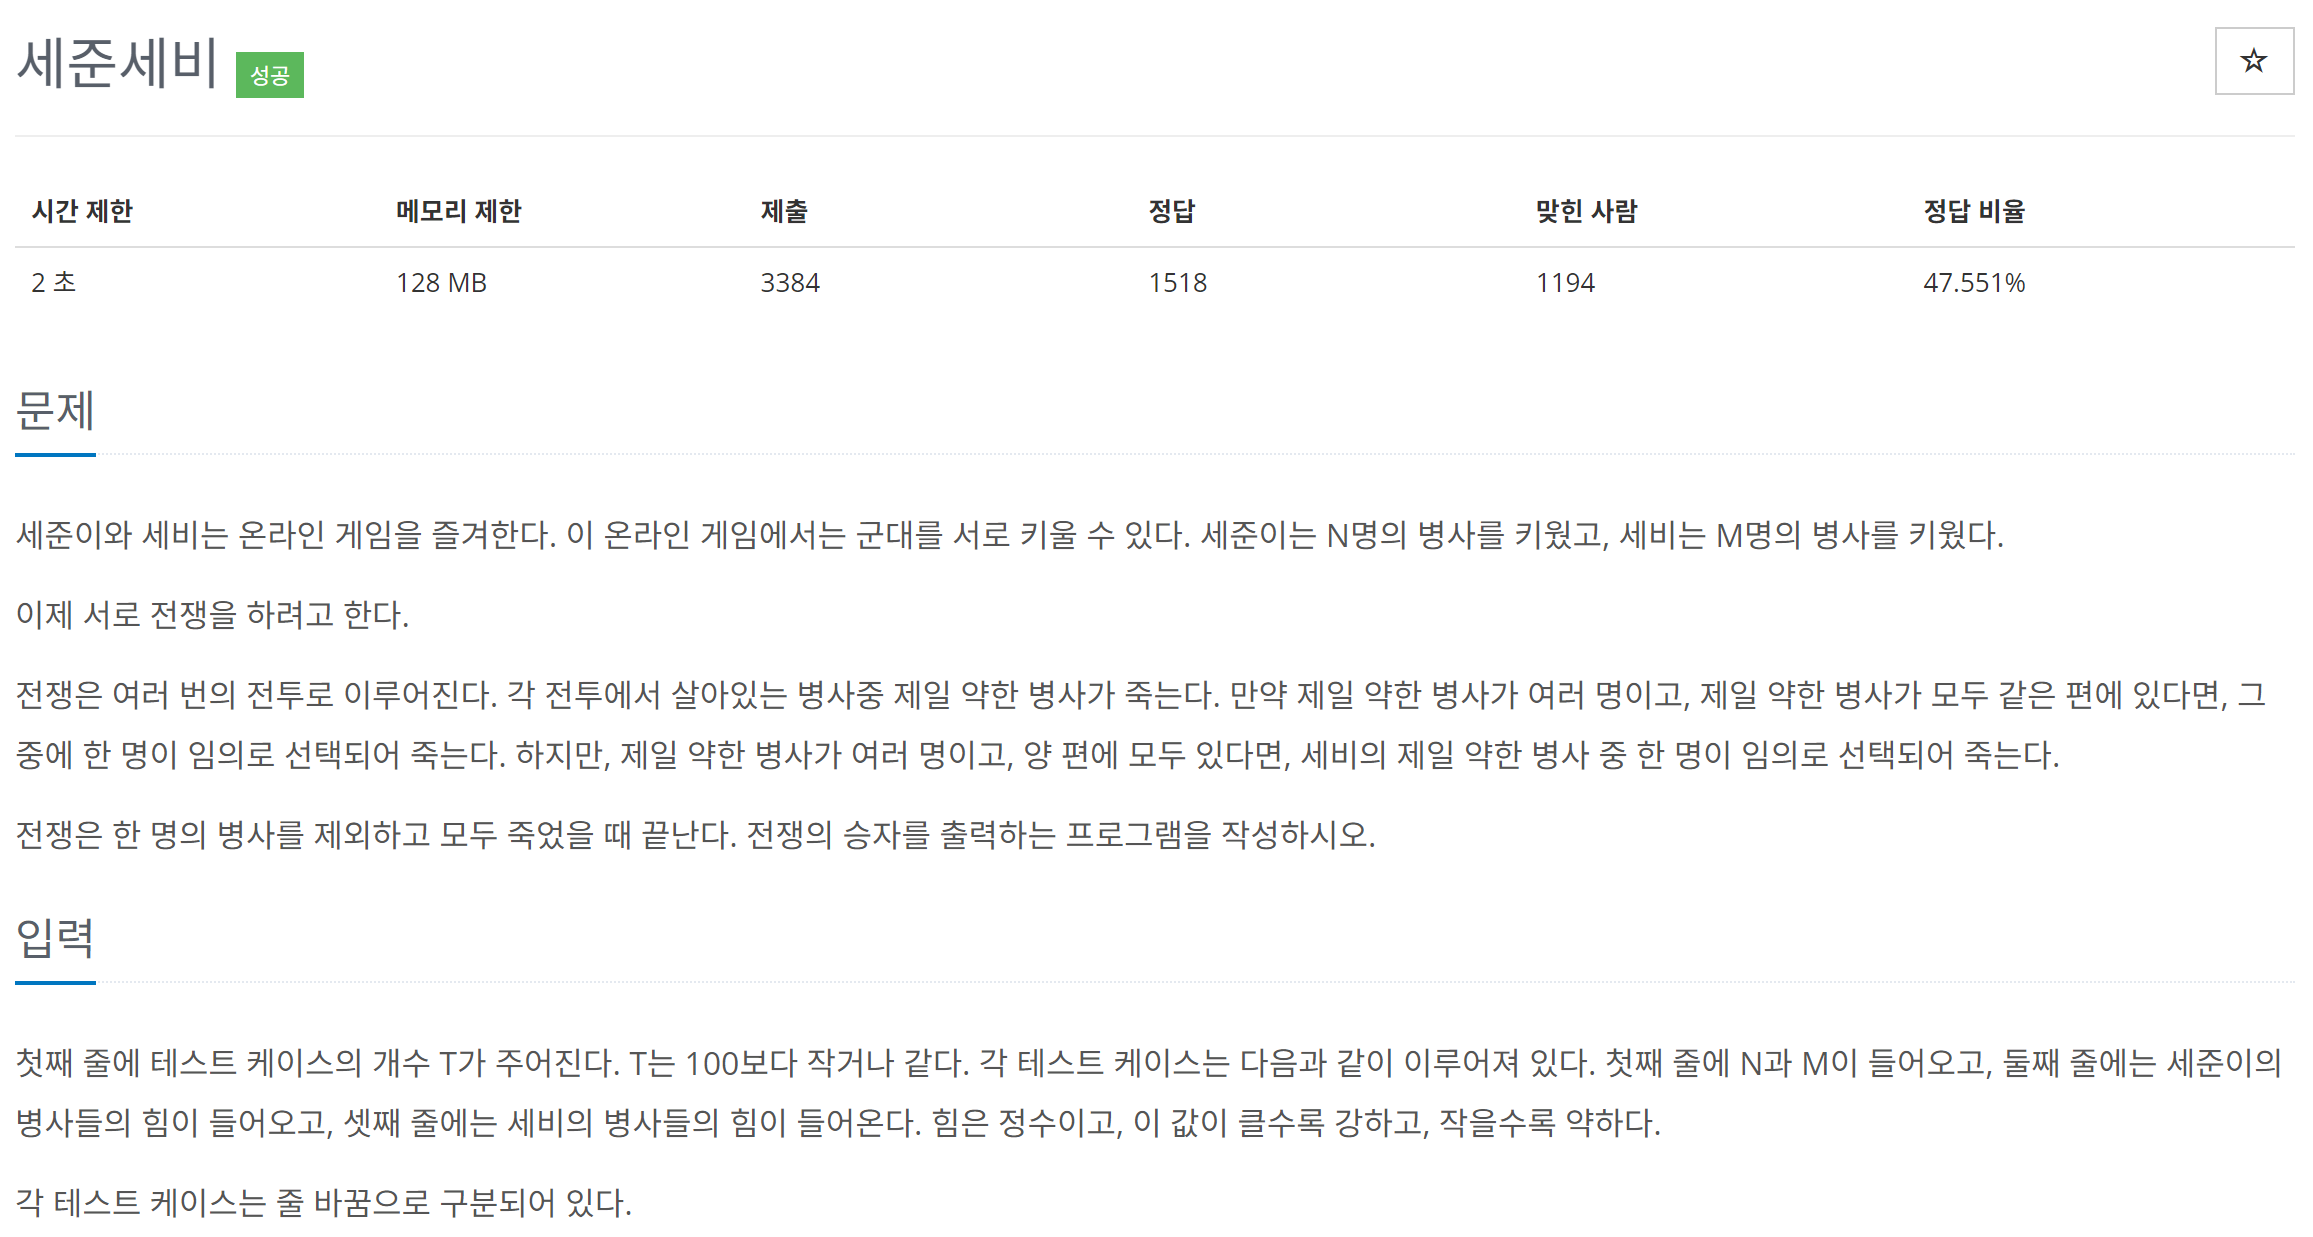 세준세비 성공
시간 제한 메모리 제한 제출 정답 맞힌 사람 정답 비율
2 초 128 MB 3384 1518 1194 47.551%
문제
세준이와 세비는 온라인 게임을 즐겨한다. 이 온라인 게임에서는 군대를 서로 키울 수 있다. 세준이는 N명의 병사를 키웠고, 세비는 M명의 병사를 키웠다.
이제 서로 전쟁을 하려고 한다.
전쟁은 여러 번의 전투로 이루어진다. 각 전투에서 살아있는 병사중 제일 약한 병사가 죽는다. 만약 제일 약한 병사가 여러 명이고, 제일 약한 병사가 모두 같은 편에 있다면, 그
중에 한 명이 임의로 선택되어 죽는다. 하지만, 제일 약한 병사가 여러 명이고, 양 편에 모두 있다면, 세비의 제일 약한 병사 중 한 명이 임의로 선택되어 죽는다.
전쟁은 한 명의 병사를 제외하고 모두 죽었을 때 끝난다. 전쟁의 승자를 출력하는 프로그램을 작성하시오.
입력
첫째 줄에 테스트 케이스의 개수 T가 주어진다. T는 100보다 작거나 같다. 각 테스트 케이스는 다음과 같이 이루어져 있다. 첫째 줄에 N과 M이 들어오고, 둘째 줄에는 세준이의
병사들의 힘이 들어오고, 셋째 줄에는 세비의 병사들의 힘이 들어온다. 힘은 정수이고, 이 값이 클수록 강하고, 작을수록 약하다.
각 테스트 케이스는 줄 바꿈으로 구분되어 있다.